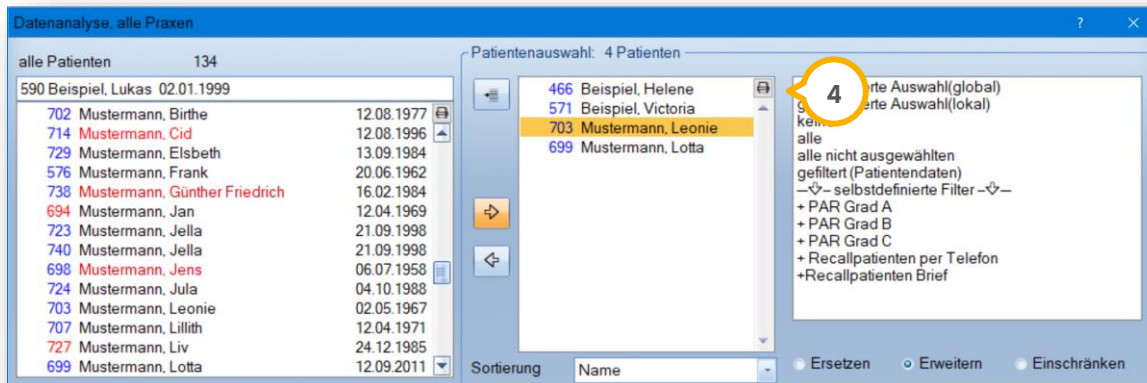 Datenanalyse, alle Praxen ?
alle Patienten 134
590 Beispiel, Lukas 02.01.1999
702 Mustermann, Birthe 12.08.1977
714 Mustermann, Cid 12.08.1996
729 Mustermann, Elsbeth 13.09.1984
576 Mustermann, Frank 20.06.1962
738 Mustermann, Günther Friedrich 16.02.1984
694 Mustermann, Jan 12.04.1969
723 Mustermann, Jella 21.09.1998
740 Mustermann, Jella 21.09.1998
698 Mustermann, Jens 06.07.1958
724 Mustermann, Jula 04.10.1988
703 Mustermann, Leonie 02.05.1967
707 Mustermann, Lillith 12.04.1971
727 Mustermann, Liv 24.12.1985
699 Mustermann, Lotta 12.09.2011
Patientenauswahl: 4 Patienten
466 Beispiel, Helene
571 Beispiel, Victoria
703 Mustermann, Leonie
699 Mustermann, Lotta
Sortierung Name
4
Auswahl(global)
Auswahl(lokal)
alle
alle nicht ausgewählten
gefiltert (Patientendaten)
selbstdefinierte Filter
+ PAR Grad A
+ PAR Grad B
+ PAR Grad C
+ Recallpatienten per Telefon
+Recallpatienten Brief
Ersetzen Erweitern Einschränken